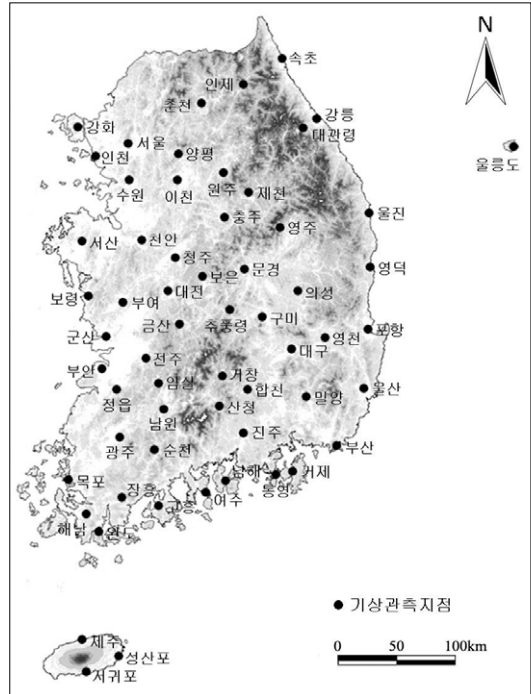 N
속초
인제
춘천
강릉
대관령
강화
서울
양평
인천
울릉도
수원
이천
원주
제천
충주
울진
서산
천안
영주
청주
보은
문경
영덕
보령
대전
의성
부여
금산
추풍령
구미
군산
영천
포항
전주
대구
부안
임실
거창
합천
울산
정읍
산청
밀양
남원
광주
순천
진주
부산
목포
장흥
남해
거제
통영
여수
고흥
해남
완도
기상관측지점
제주
성산포
서귀포
0 50 100km